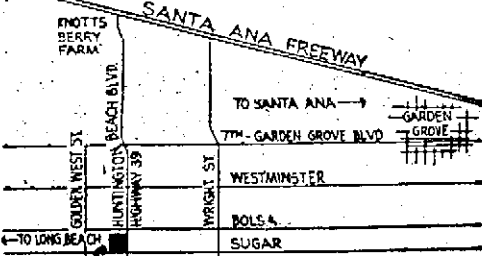 SANTA ANA FREEWAY
KNOTTS
BERRY
FARM
TO SANTA ANA→
GARDEN
GROVE
7TH - GARDEN GROVE BLVD
GOLDEN WEST ST.
HUNTINGTON BEACH BLVD.
HIGHWAY 39
WRIGHT ST
WESTMINSTER
BOLSA
←TO LONG BEACH
SUGAR